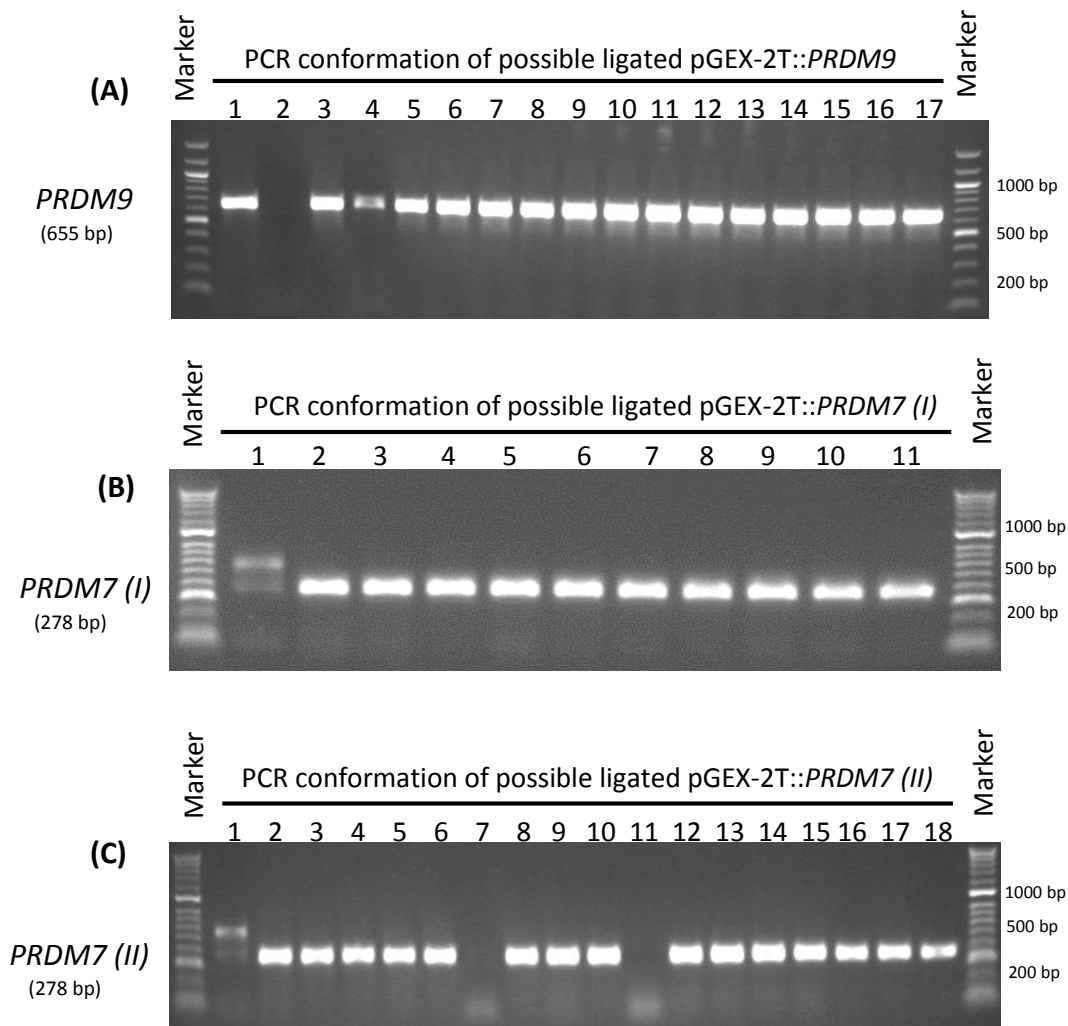 Marker
PCR conformation of possible ligated pGEX-2T::PRDM9
Marker
(A)
1 2 3 4 5 6 7 8 9 10 11 12 13 14 15 16 17
PRDM9
(655 bp)
1000 bp
500 bp
200 bp
Marker
PCR conformation of possible ligated pGEX-2T::PRDM7 (I)
Marker
1 2 3 4 5 6 7 8 9 10 11
(B)
PRDM7 (I)
(278 bp)
1000 bp
500 bp
200 bp
Marker
PCR conformation of possible ligated pGEX-2T::PRDM7 (II)
Marker
1 2 3 4 5 6 7 8 9 10 11 12 13 14 15 16 17 18
(C)
PRDM7 (II)
(278 bp)
1000 bp
500 bp
200 bp